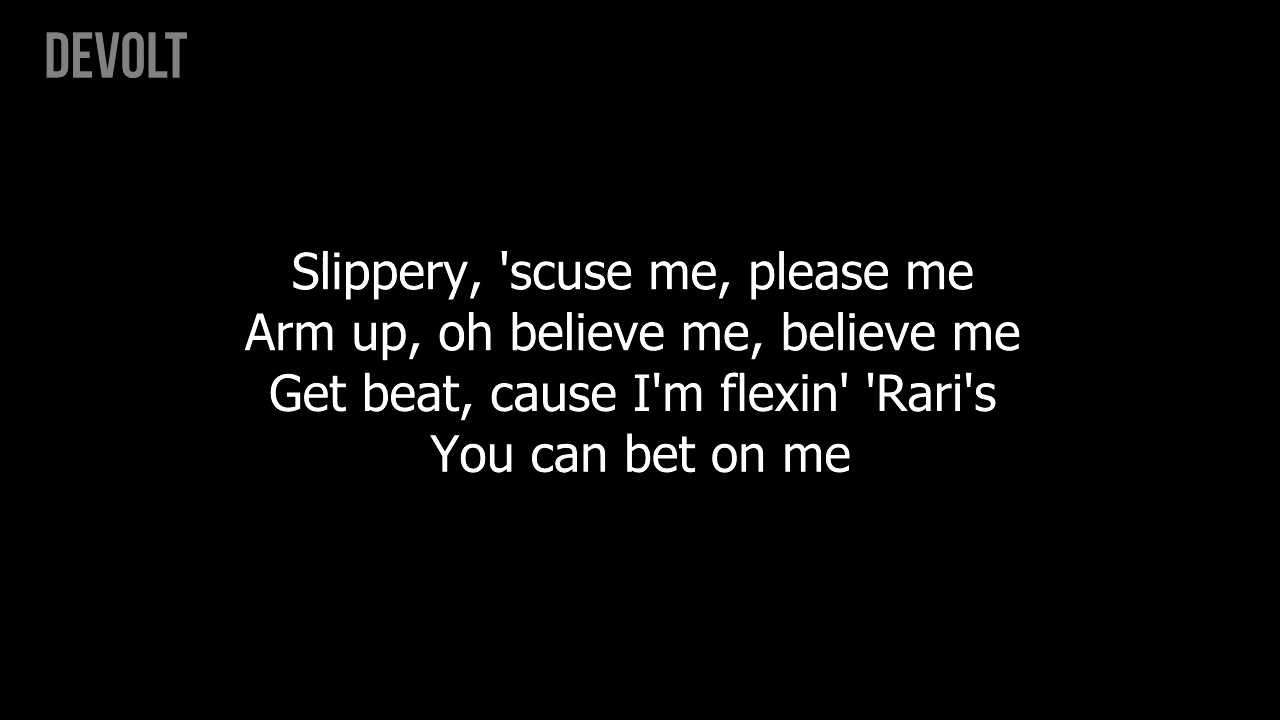 DEVOLT
Slippery, 'scuse me, please me
Arm up, oh believe me, believe me
Get beat, cause I'm flexin' 'Rari's
You can bet on me